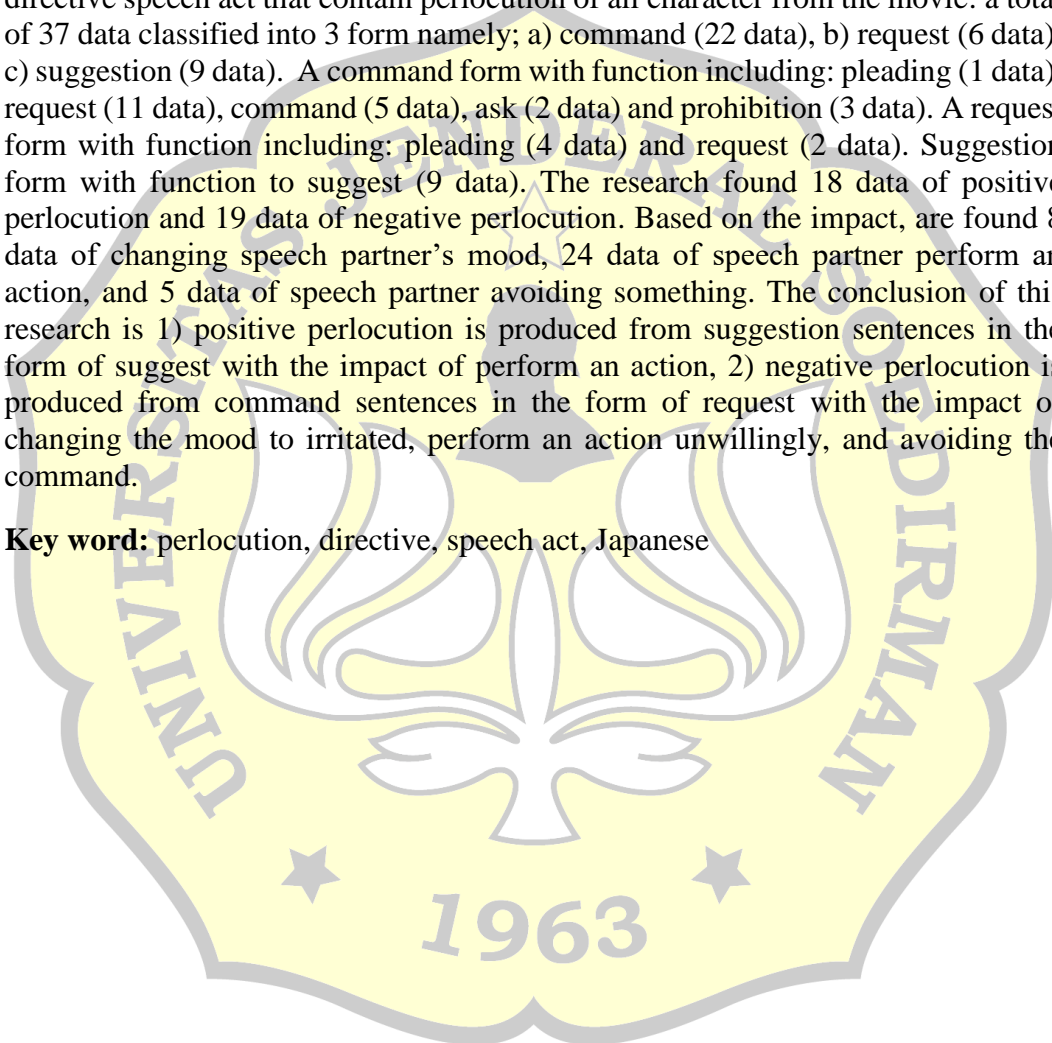 directive speech act that contain perlocution of all character from the movie. a tota
of 37 data classified into 3 form namely; a) command (22 data), b) request (6 data)
c) suggestion (9 data). A command form with function including: pleading (1 data)
request (11 data), command (5 data), ask (2 data) and prohibition (3 data). A reques
form with function including: pleading (4 data) and request (2 data). Suggestion
form with function to suggest (9 data). The research found 18 data of positive
perlocution and 19 data of negative perlocution. Based on the impact, are found 8
data of changing speech partner's mood, 24 data of speech partner perform an
action, and 5 data of speech partner avoiding something. The conclusion of thi
research is 1) positive perlocution is produced from suggestion sentences in the
form of suggest with the impact of perform an action, 2) negative perlocution is
produced from command sentences in the form of request with the impact o
changing the mood to irritated, perform an action unwillingly, and avoiding the
command.
Key word: perlocution, directive, speech act, Japanese
UNIVERSITAS JENDERAL SOEDIRMAN
1963